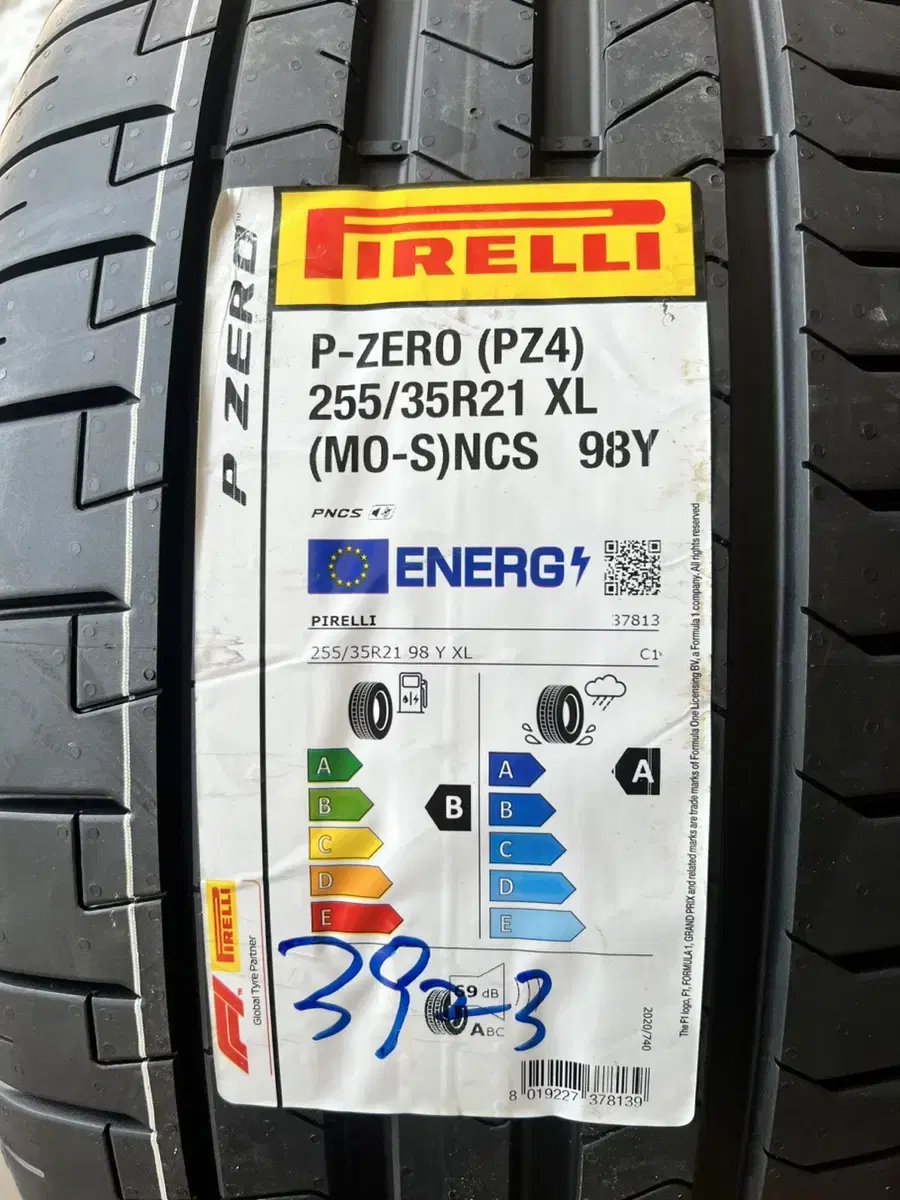 P ZERO™
PIRELLI
P-ZERO (PZ4)
255/35R21 XL
(MO-S)NCS 98Y
PNCS
ENERG
PIRELLI 37813
255/35R21 98 Y XL C1
A
B
C
D
E
B
A
B
C
D
E
A
69 dB
ABC
39
3
2020/740
8 019227 378139
PIRELLI
F1™
Global Tyre Partner
The F1 logo, F1, FORMULA 1, GRAND PRIX and related marks are trade marks of Formula One Licensing BV, a Formula 1 company. All rights reserved